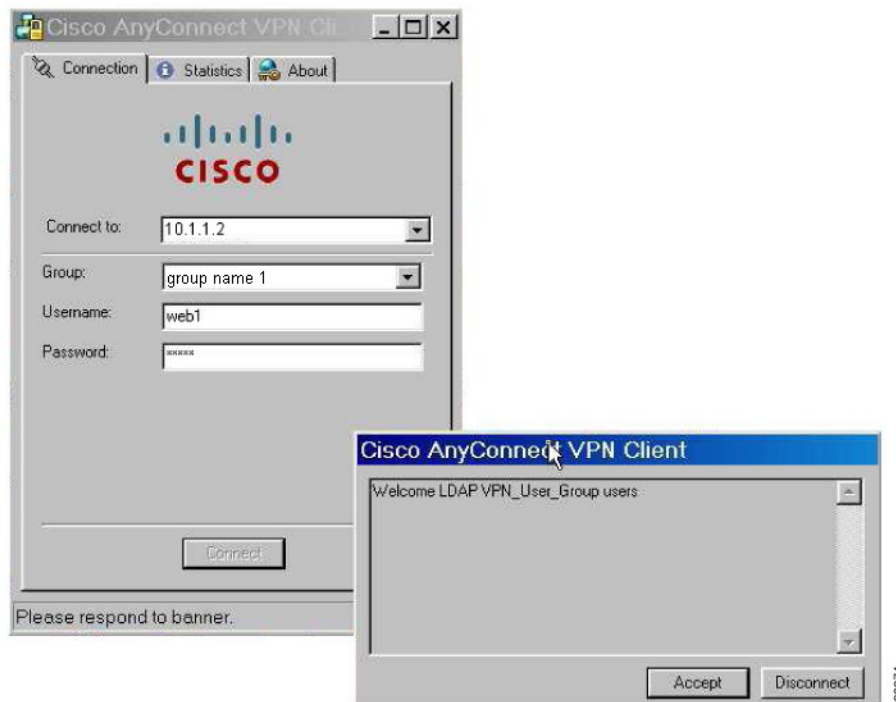 Cisco AnyConnect VPN Cli
Connection
Statistics
About
CISCO
Connect to:
10.1.1.2
Group:
group name 1
Username:
web1
Password:
*****
Connect
Please respond to banner.
Cisco AnyConnect VPN Client
Welcome LDAP VPN_User_Group users
Accept
Disconnect